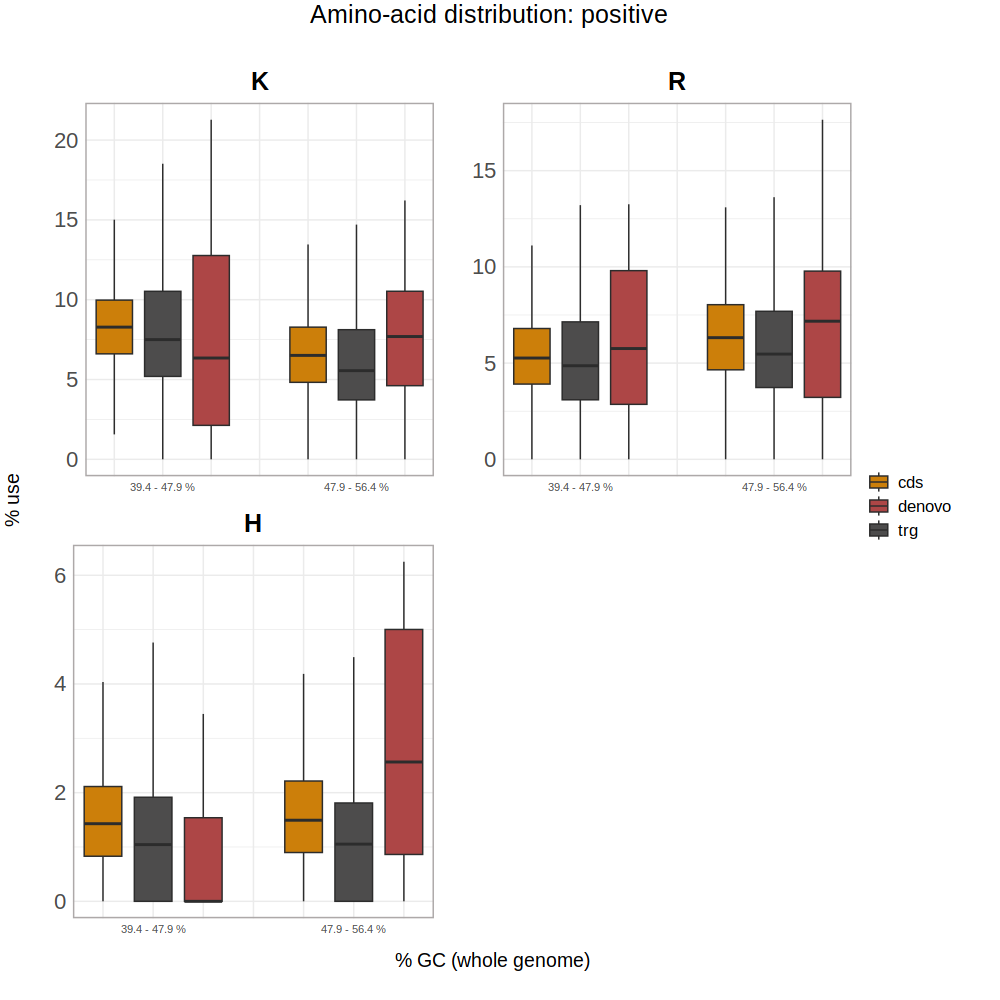 Amino-acid distribution: positive
K
R
20
15
10
5
0
15
10
5
0
39.4 - 47.9 %
47.9 - 56.4 %
39.4 - 47.9 %
47.9 - 56.4 %
% use
cds
denovo
trg
H
6
4
2
0
39.4 - 47.9 %
47.9 - 56.4 %
% GC (whole genome)